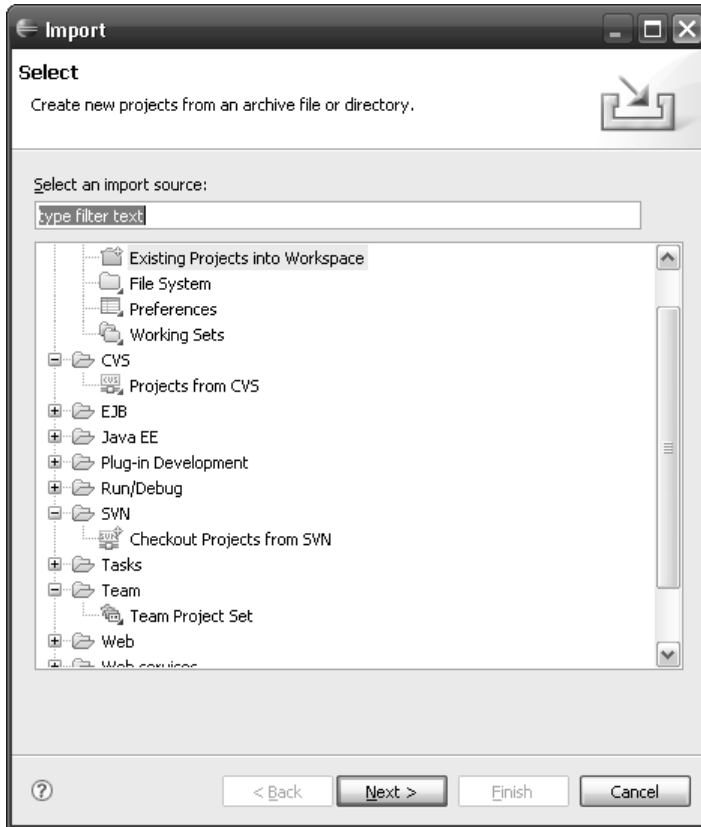 Import
Select
Create new projects from an archive file or directory.
Select an import source:
type filter text
Existing Projects into Workspace
File System
Preferences
Working Sets
CVS
Projects from CVS
EJB
Java EE
Plug-in Development
Run/Debug
SVN
Checkout Projects from SVN
Tasks
Team
Team Project Set
Web
Web services
< Back Next > Finish Cancel